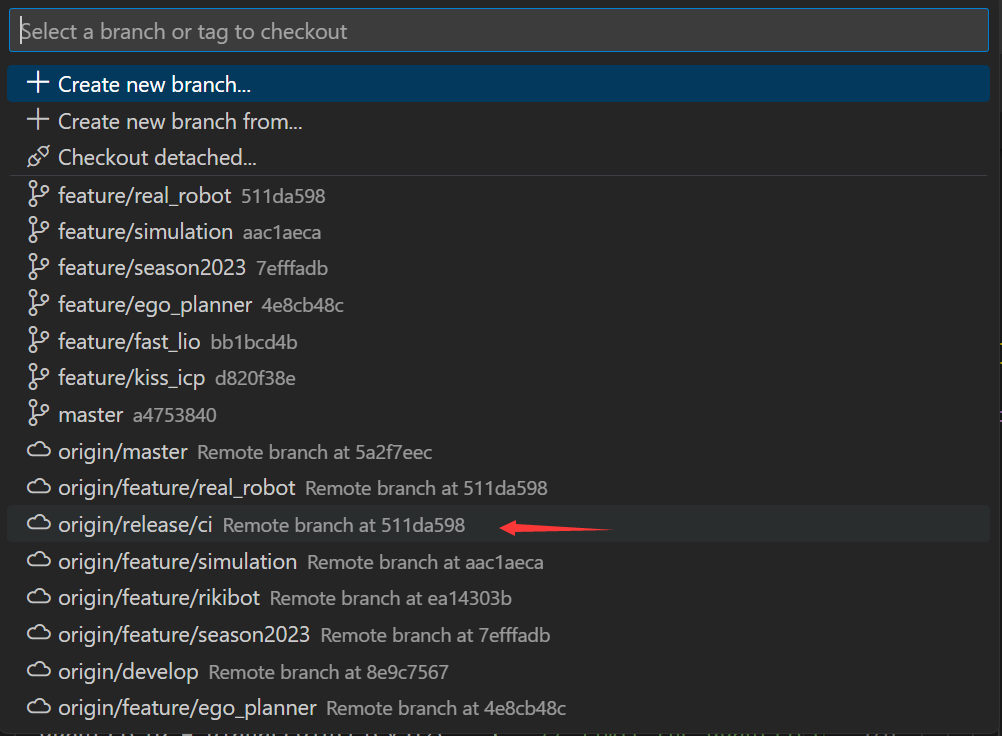 Select a branch or tag to checkout
Create new branch...
Create new branch from...
Checkout detached...
feature/real_robot 511da598
feature/simulation aac1aeca
feature/season2023 7efffadb
feature/ego_planner 4e8cb48c
feature/fast_lio bb1bcd4b
feature/kiss_icp d820f38e
master a4753840
origin/master Remote branch at 5a2f7eec
origin/feature/real_robot Remote branch at 511da598
origin/release/ci Remote branch at 511da598
origin/feature/simulation Remote branch at aac1aeca
origin/feature/rikibot Remote branch at ea14303b
origin/feature/season2023 Remote branch at 7efffadb
origin/develop Remote branch at 8e9c7567
origin/feature/ego_planner Remote branch at 4e8cb48c